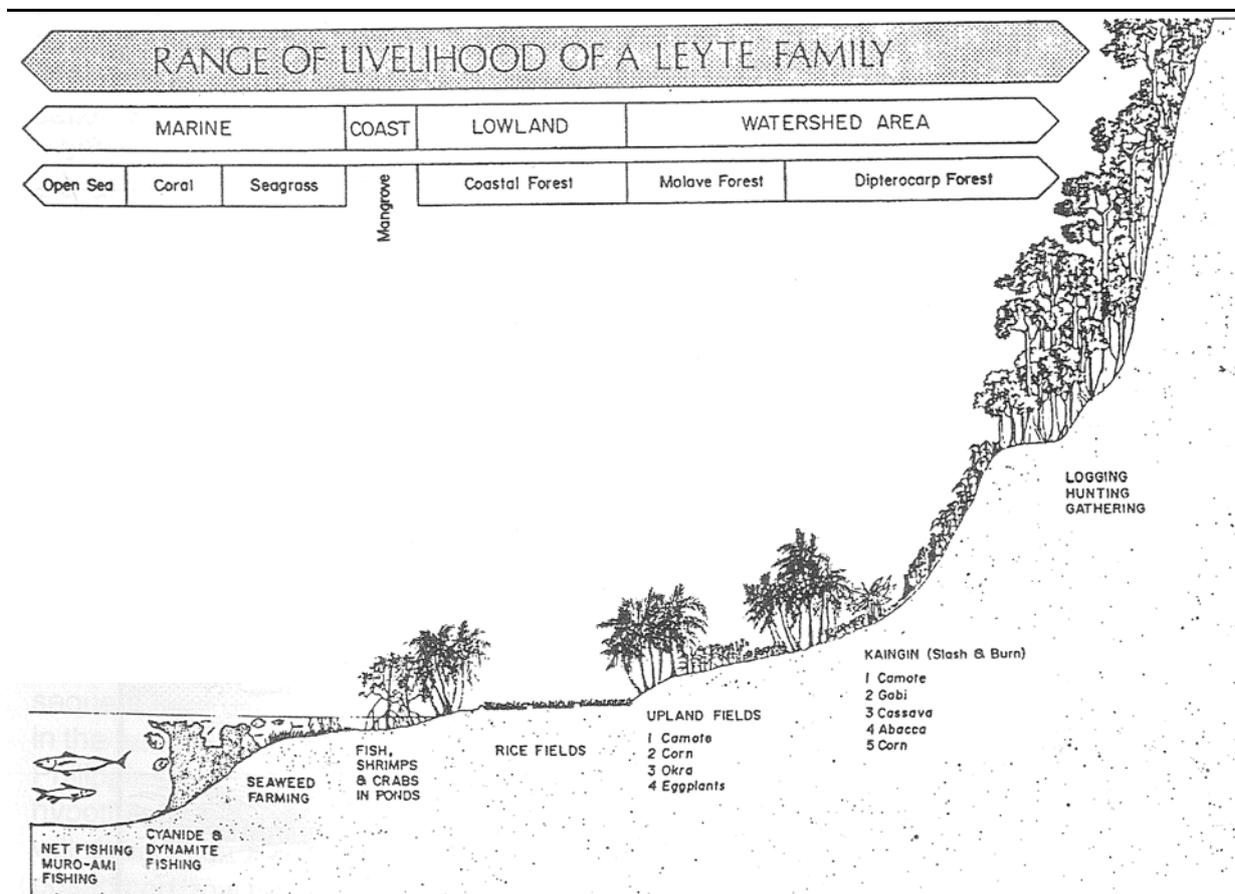 RANGE OF LIVELIHOOD OF A LEYTE FAMILY
MARINE COAST LOWLAND WATERSHED AREA
Open Sea Coral Seagrass Mangrove Coastal Forest Molave Forest Dipterocarp Forest
LOGGING
HUNTING
GATHERING
KAINGIN (Slash & Burn)
1 Camote
2 Gabi
3 Cassava
4 Abacca
5 Corn
UPLAND FIELDS
1 Camote
2 Corn
3 Okra
4 Eggplants
RICE FIELDS
FISH,
SHRIMPS
& CRABS
IN PONDS
SEAWEED
FARMING
CYANIDE &
DYNAMITE
FISHING
NET FISHING
MURO-AMI
FISHING
in the